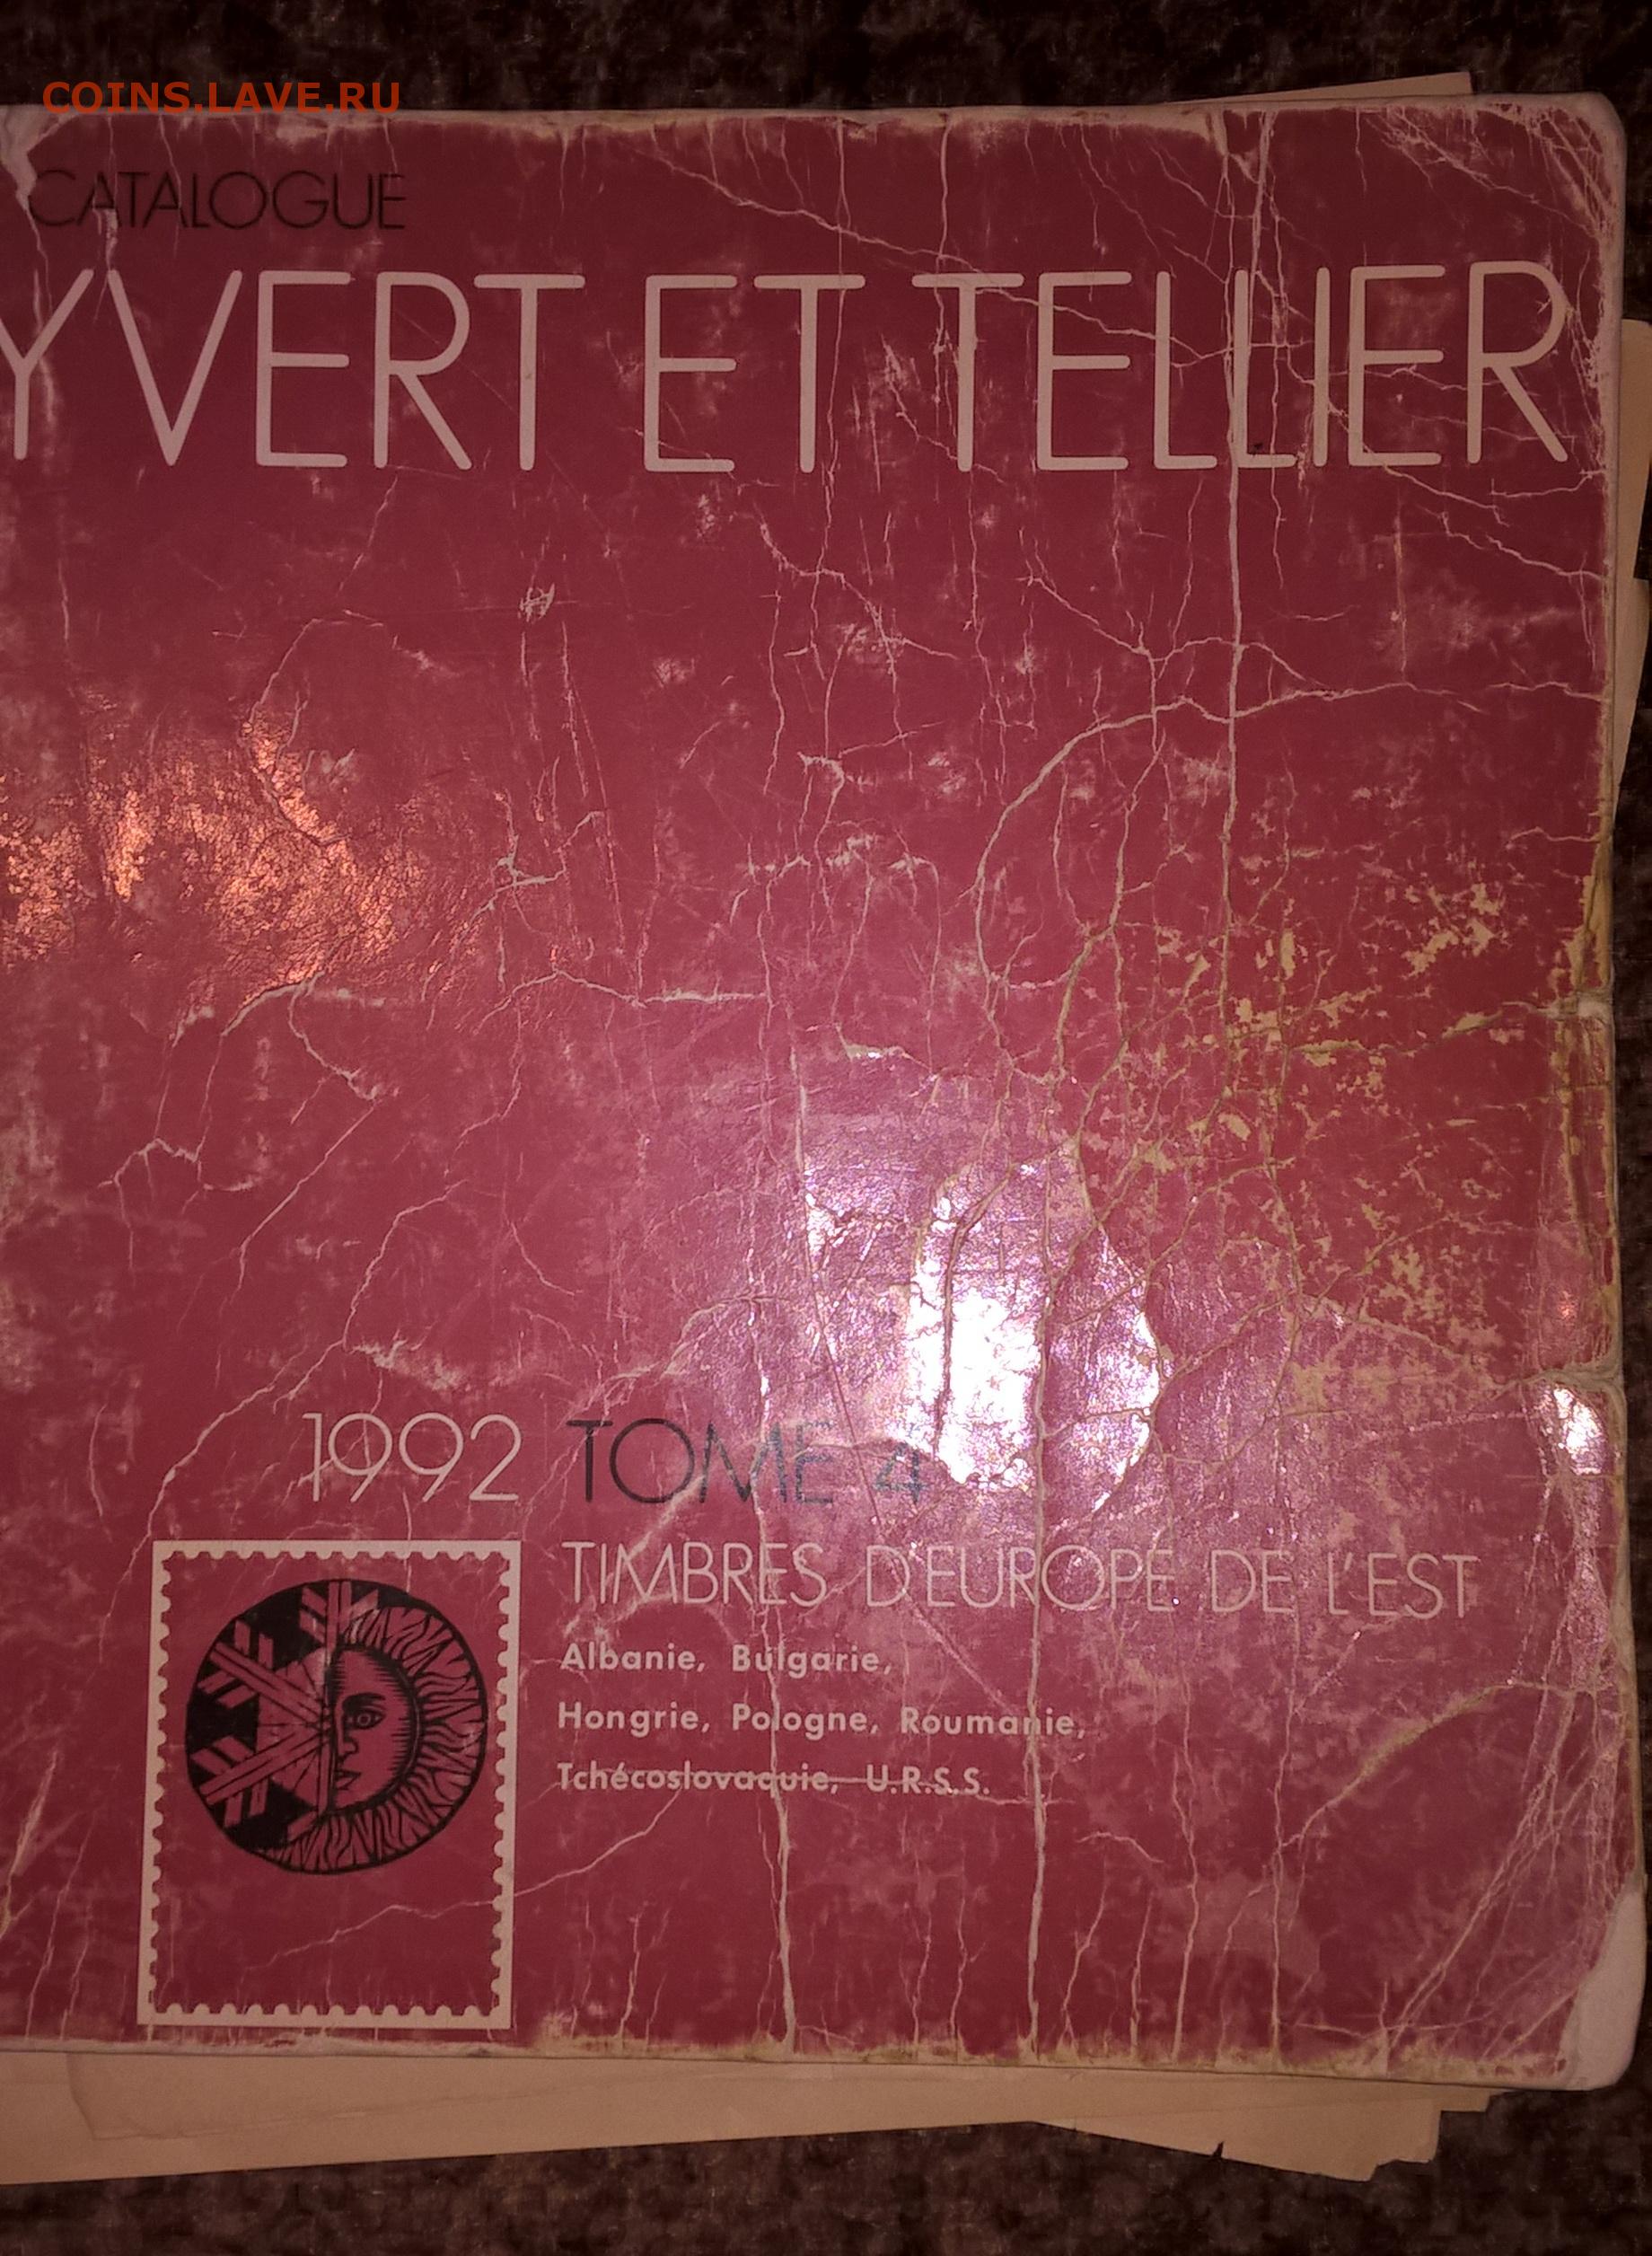 COINS.LAVE.RU
CATALOGUE
YVERT ET TELLIER
1992 TOME 4
TIMBRES D'EUROPE DE L'EST
Albanie, Bulgarie,
Hongrie, Pologne, Roumanie,
Tchécoslovaquie, U.R.S.S.